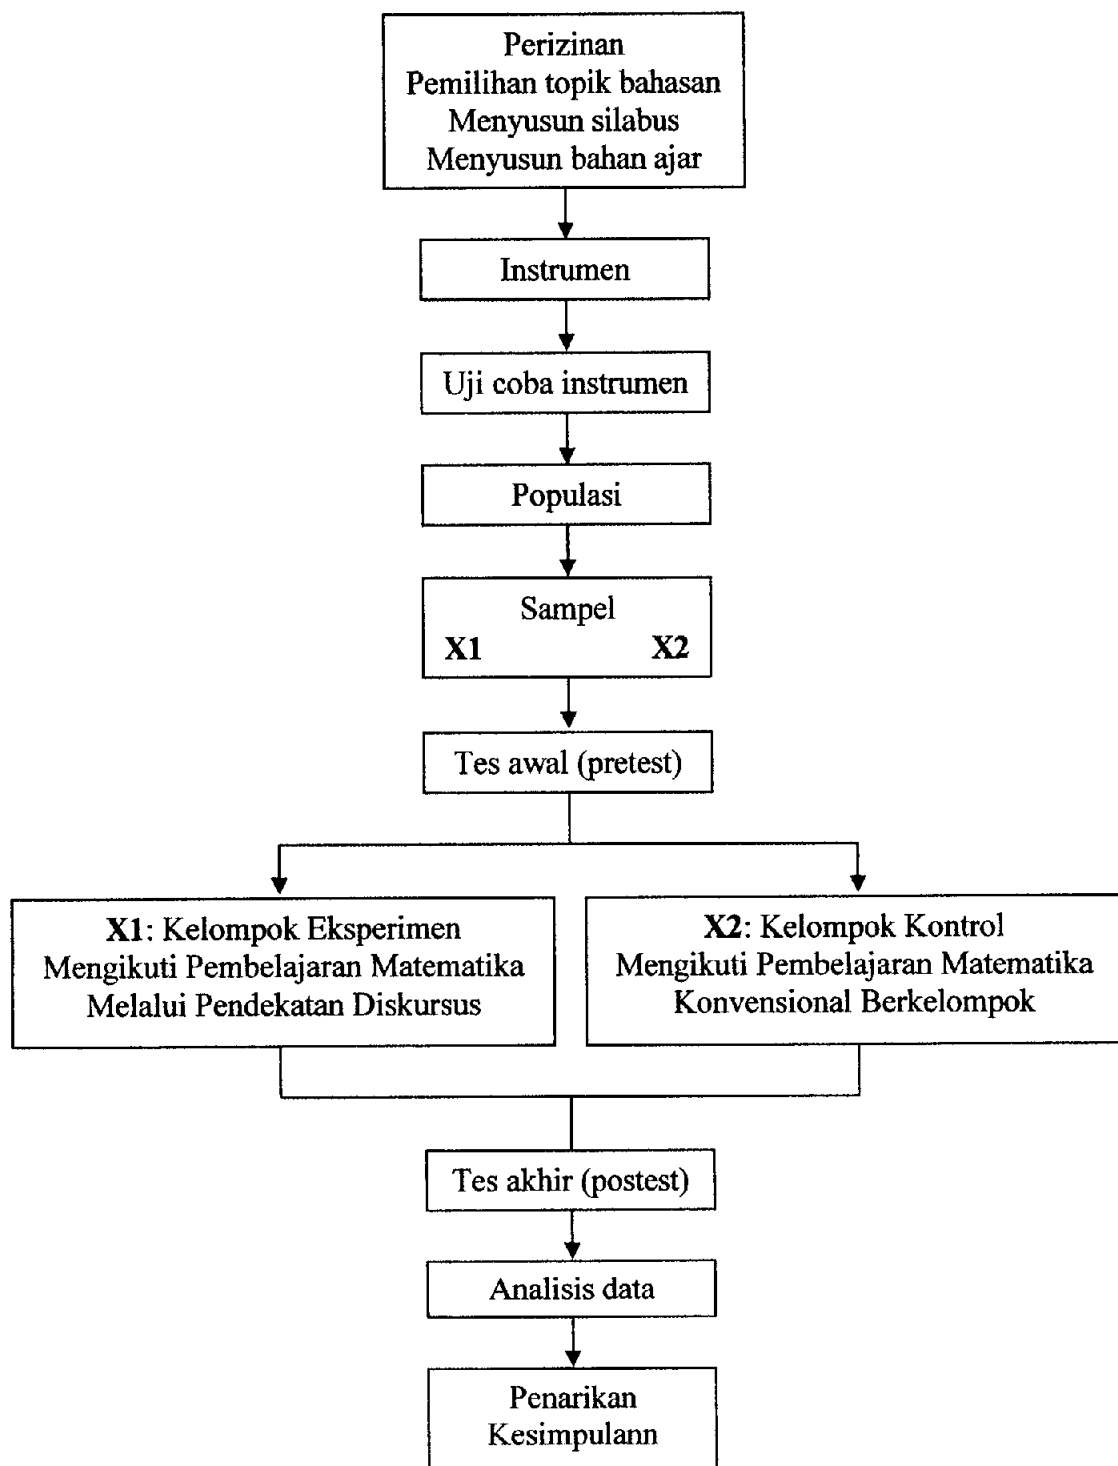 Perizinan
Pemilihan topik bahasan
Menyusun silabus
Menyusun bahan ajar
Instrumen
Uji coba instrumen
Populasi
Sampel
X1 X2
Tes awal (pretest)
X1: Kelompok Eksperimen
Mengikuti Pembelajaran Matematika
Melalui Pendekatan Diskursus
X2: Kelompok Kontrol
Mengikuti Pembelajaran Matematika
Konvensional Berkelompok
Tes akhir (postest)
Analisis data
Penarikan
Kesimpulann